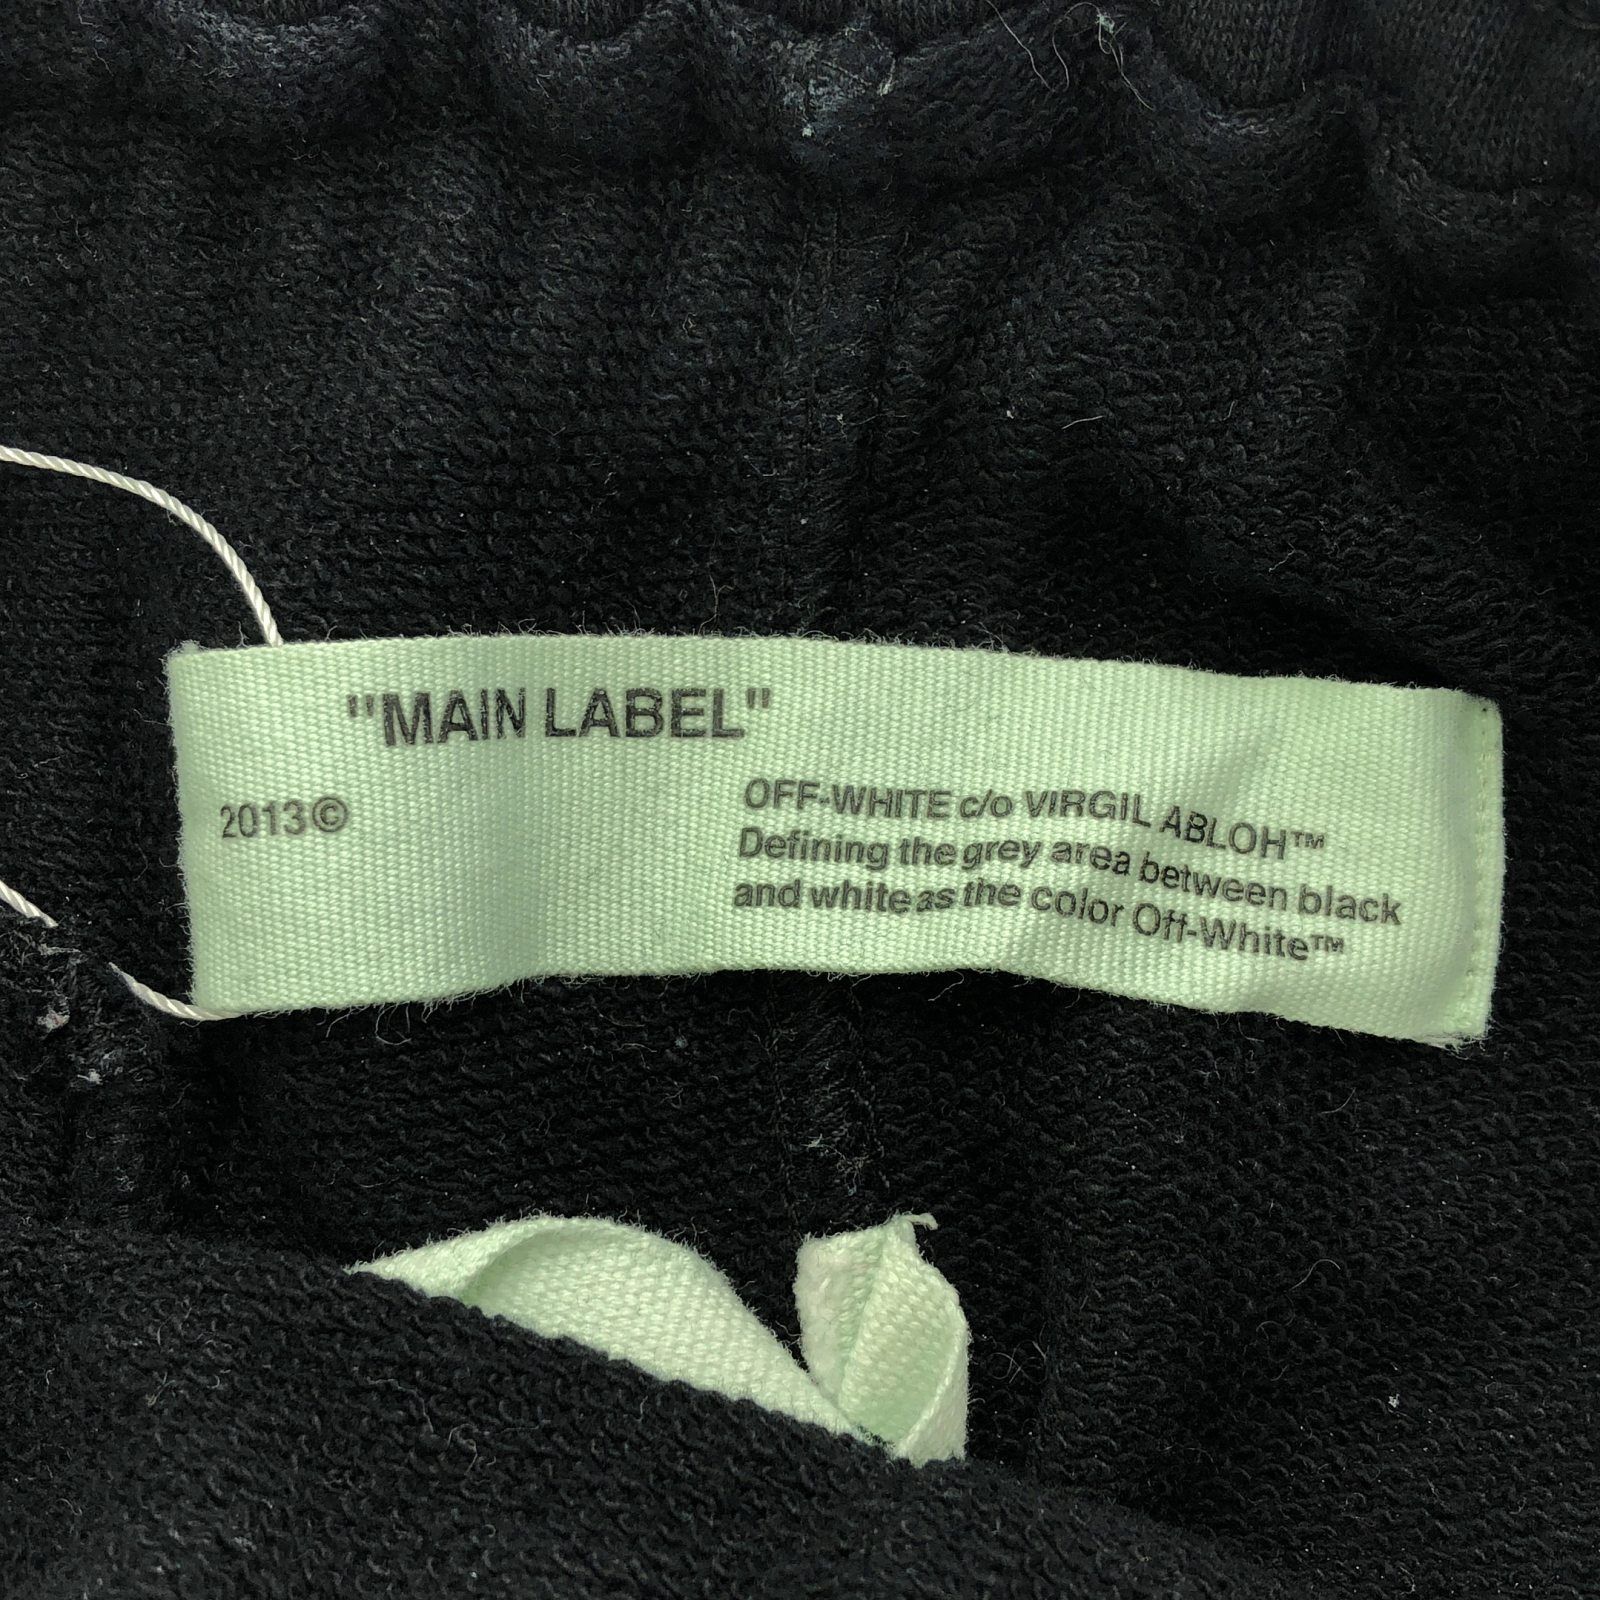 "MAIN LABEL"
2013©
OFF-WHITE c/o VIRGIL ABLOH™
Defining the grey area between black
and white as the color Off-White™